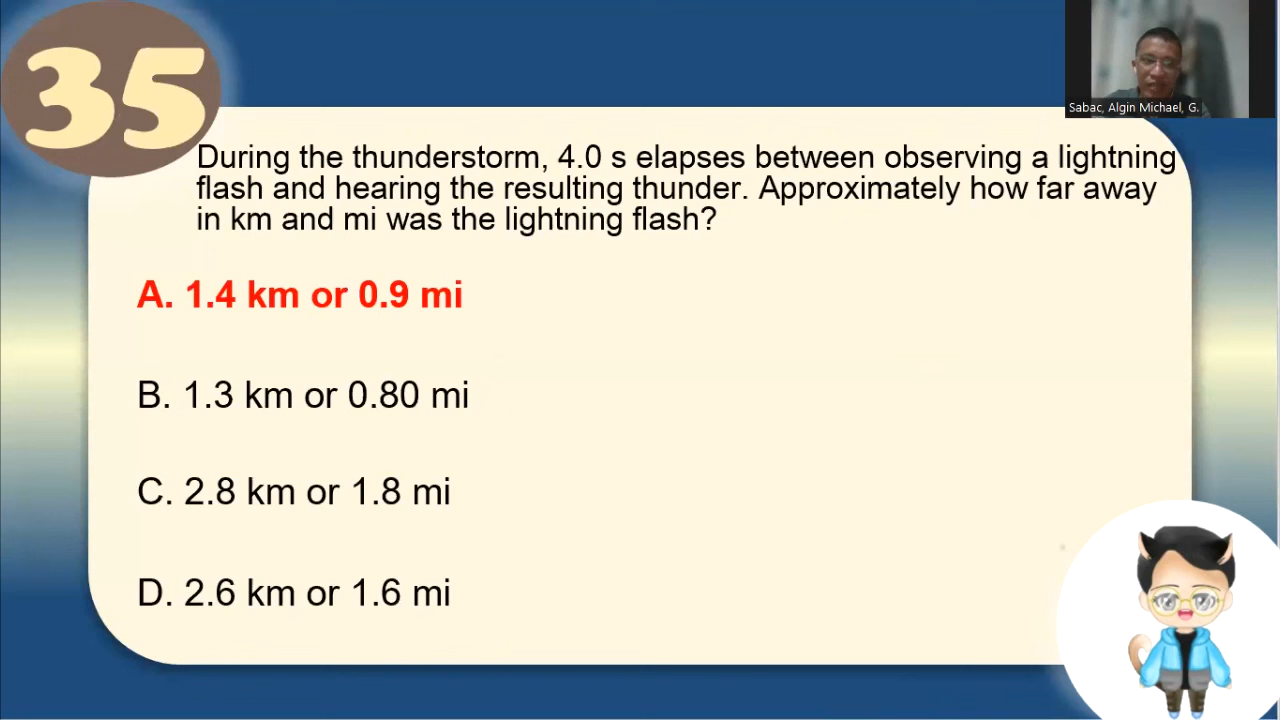 35
Sabac, Algin Michael, G.
During the thunderstorm, 4.0 s elapses between observing a lightning
flash and hearing the resulting thunder. Approximately how far away
in km and mi was the lightning flash?
A. 1.4 km or 0.9 mi
B. 1.3 km or 0.80 mi
C. 2.8 km or 1.8 mi
D. 2.6 km or 1.6 mi